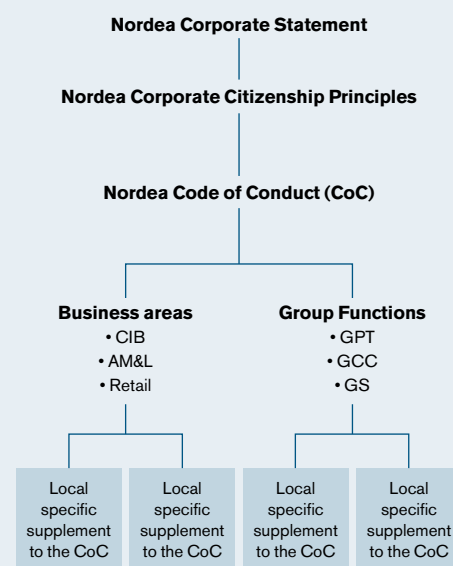 Nordea Corporate Statement
Nordea Corporate Citizenship Principles
Nordea Code of Conduct (CoC)
Business areas
• CIB
• AM&L
• Retail
Group Functions
• GPT
• GCC
• GS
Local
specific
supplement
to the CoC
Local
specific
supplement
to the CoC
Local
specific
supplement
to the CoC
Local
specific
supplement
to the CoC